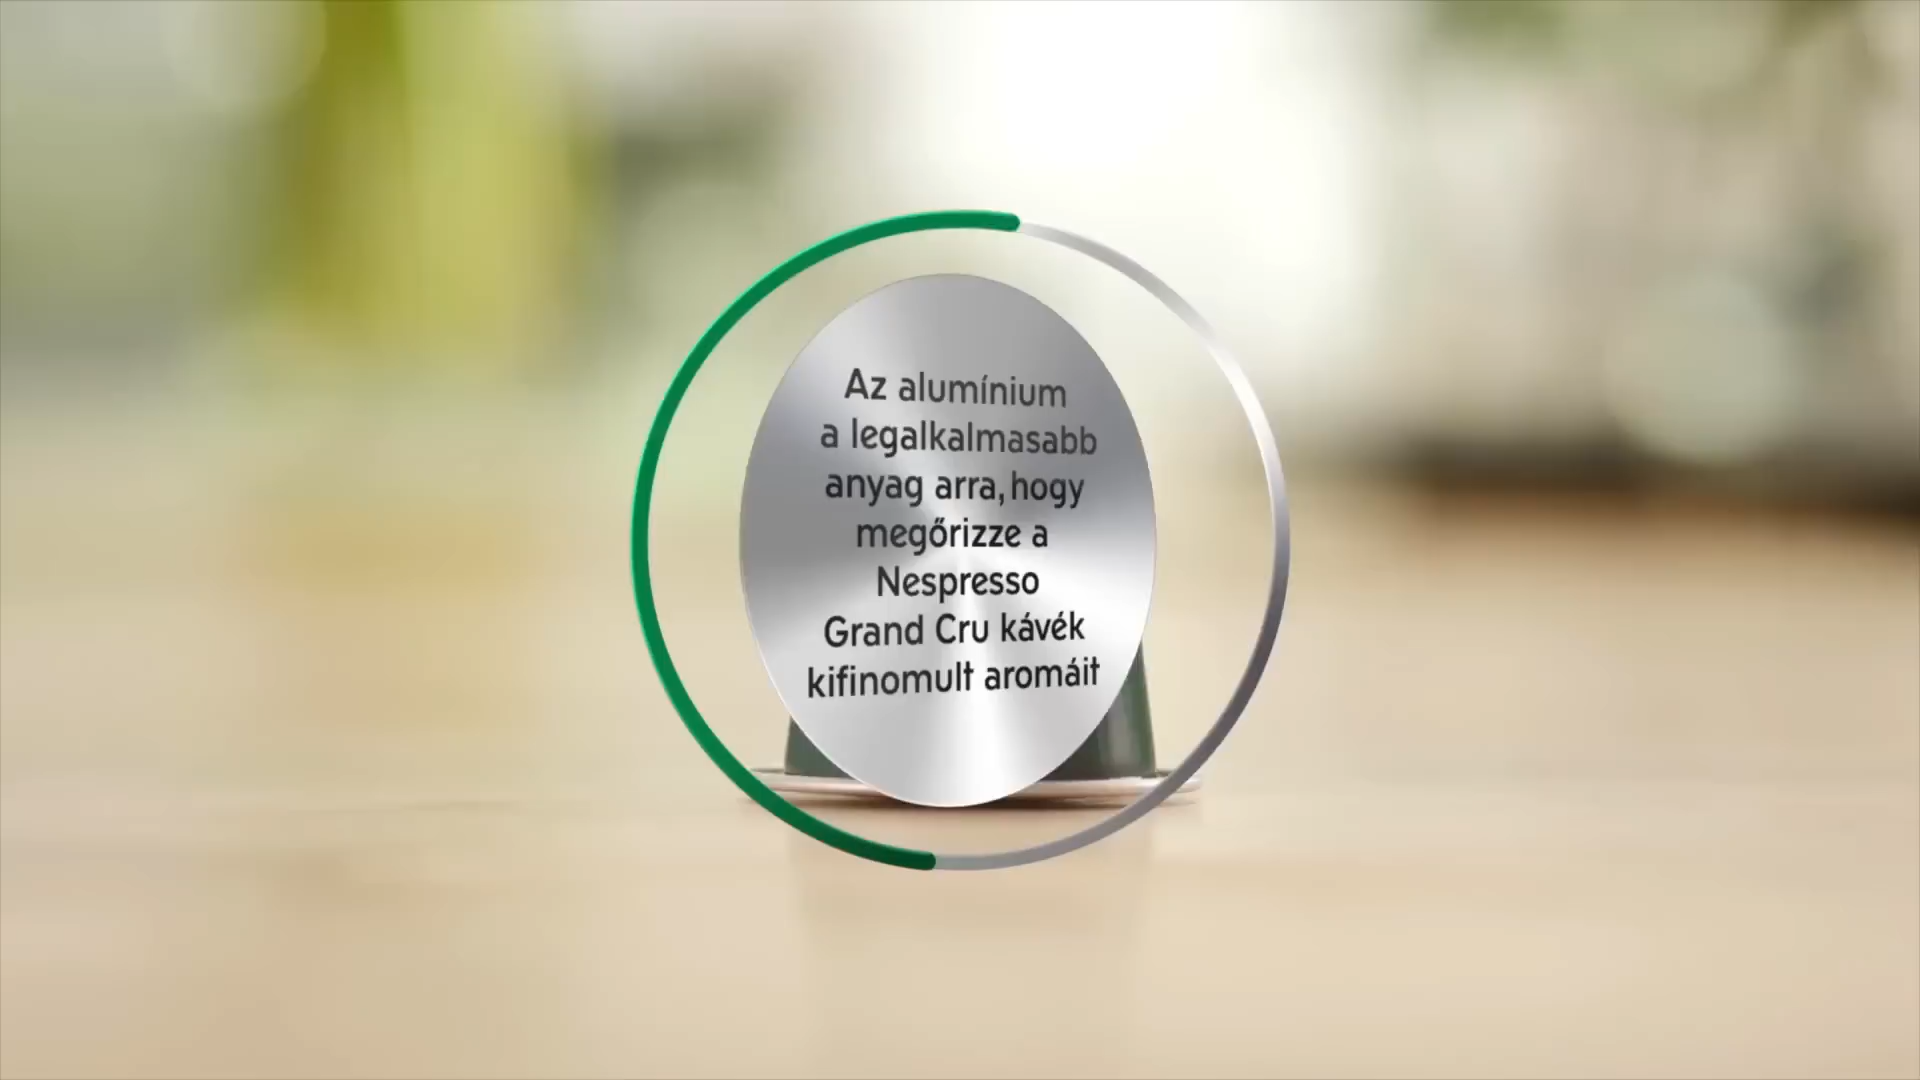 Az alumínium
a legalkalmasabb
anyag arra, hogy
megőrizze a
Nespresso
Grand Cru kávék
kifinomult aromáit